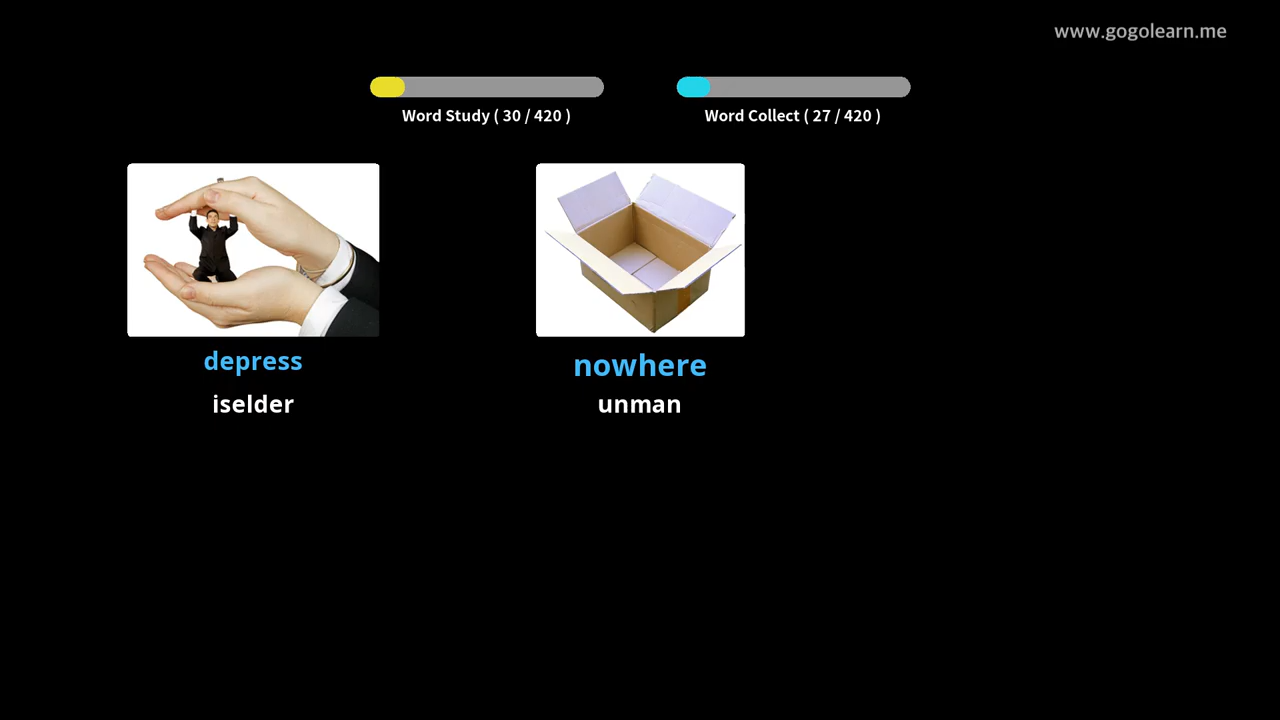 www.gogolearn.me
Word Study ( 30 / 420 )
Word Collect ( 27 / 420 )
depress
iselder
nowhere
unman